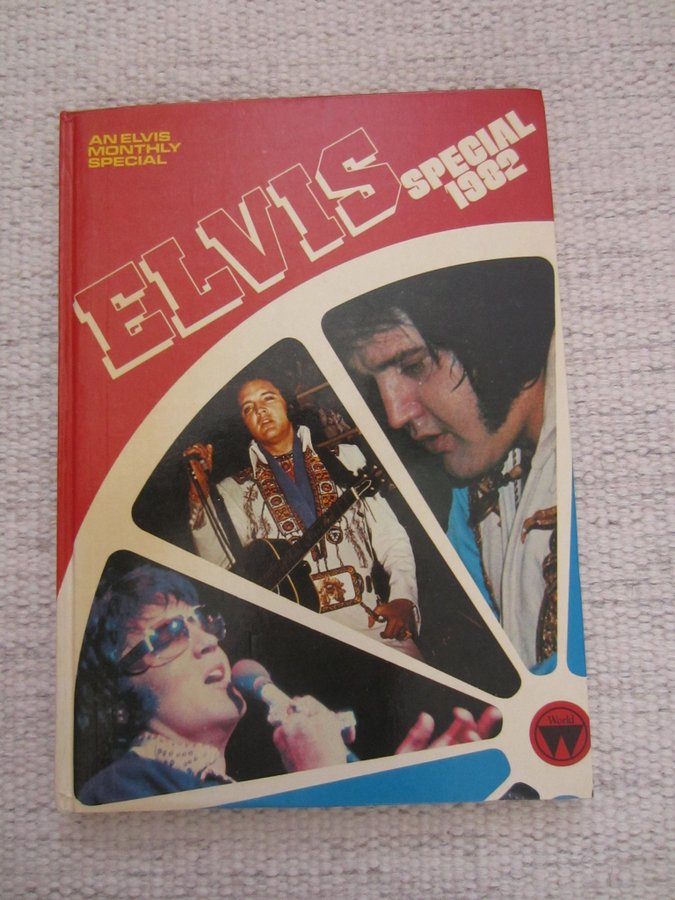 AN ELVIS
MONTHLY
SPECIAL
ELVIS
SPECIAL
1982
World
W